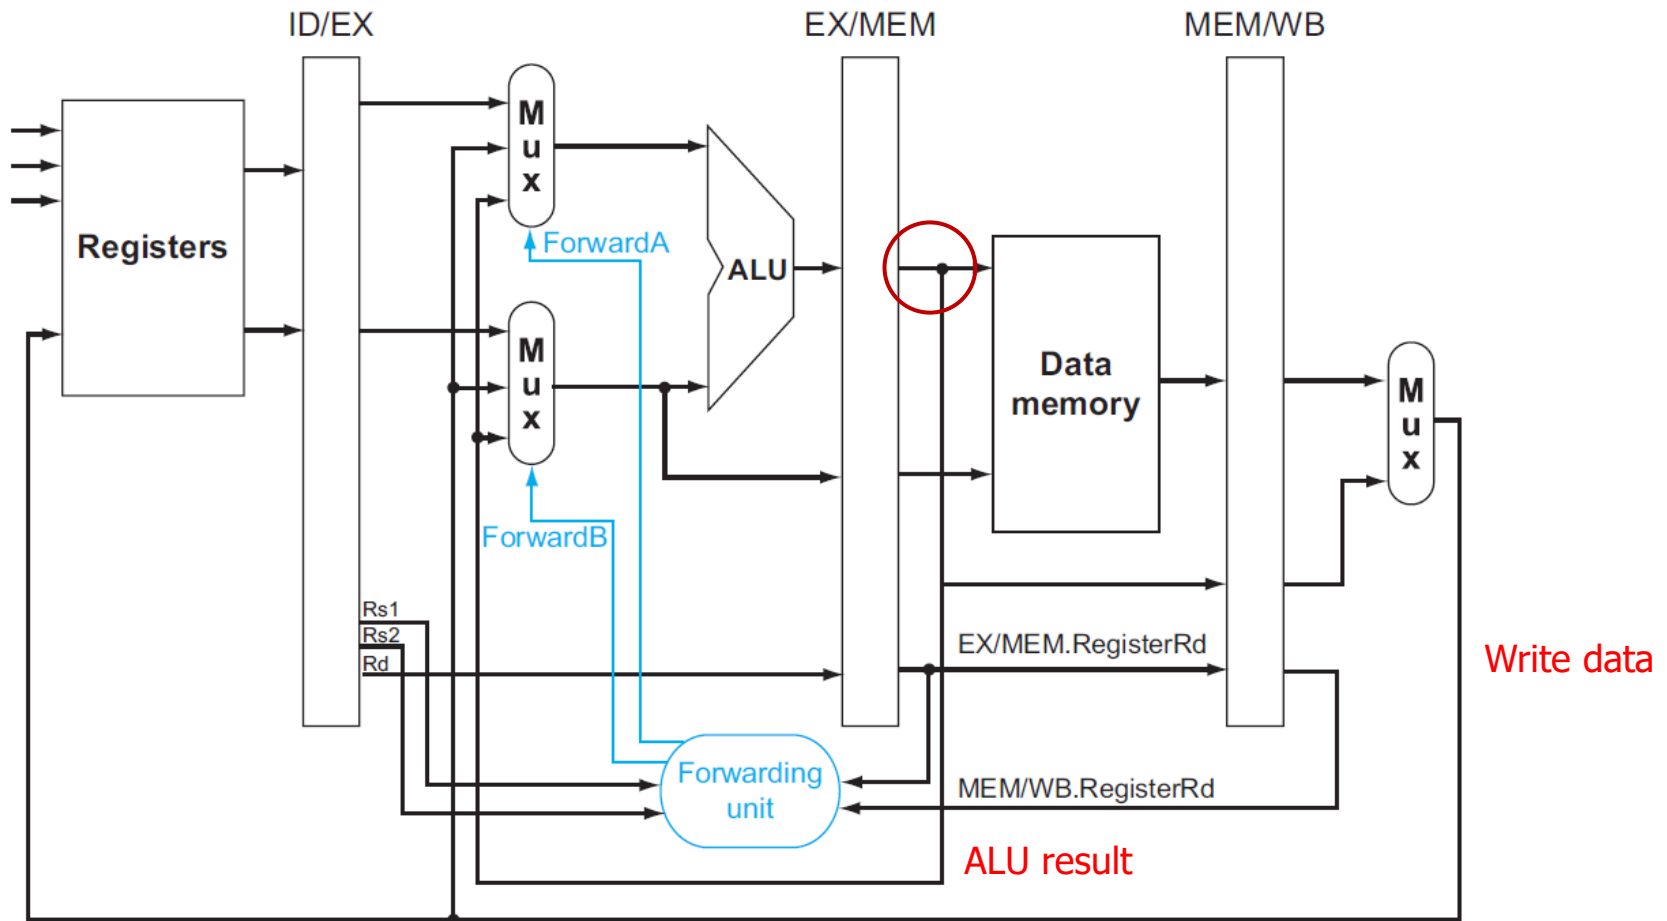 ID/EX
EX/MEM
MEM/WB
M
u
x
Registers
ForwardA
ALU
M
u
x
Data
memory
M
u
x
ForwardB
Rs1
Rs2
Rd
EX/MEM.RegisterRd
Write data
Forwarding
unit
MEM/WB.RegisterRd
ALU result